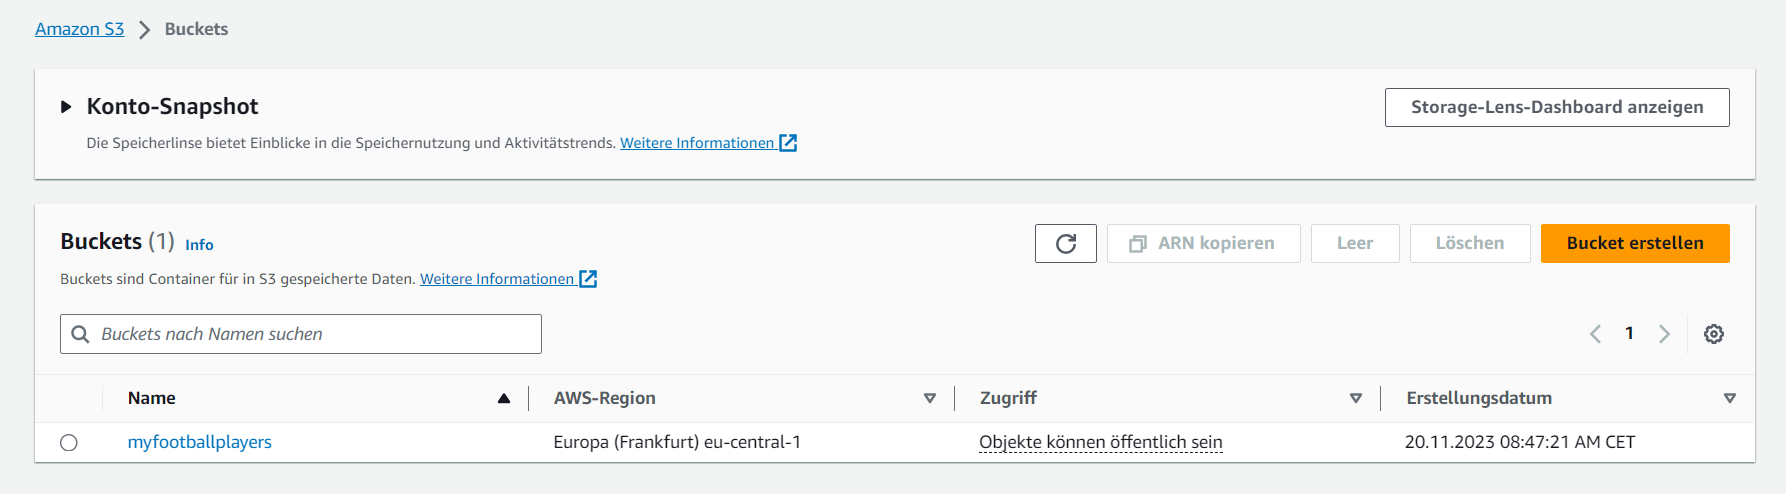 Amazon S3 > Buckets
Konto-Snapshot
Storage-Lens-Dashboard anzeigen
Die Speicherlinse bietet Einblicke in die Speichernutzung und Aktivitätstrends. Weitere Informationen
Buckets (1) Info
ARN kopieren
Leer
Löschen
Bucket erstellen
Buckets sind Container für in S3 gespeicherte Daten. Weitere Informationen
Buckets nach Namen suchen
1
Name AWS-Region Zugriff Erstellungsdatum
myfootballplayers Europa (Frankfurt) eu-central-1 Objekte können öffentlich sein 20.11.2023 08:47:21 AM CET